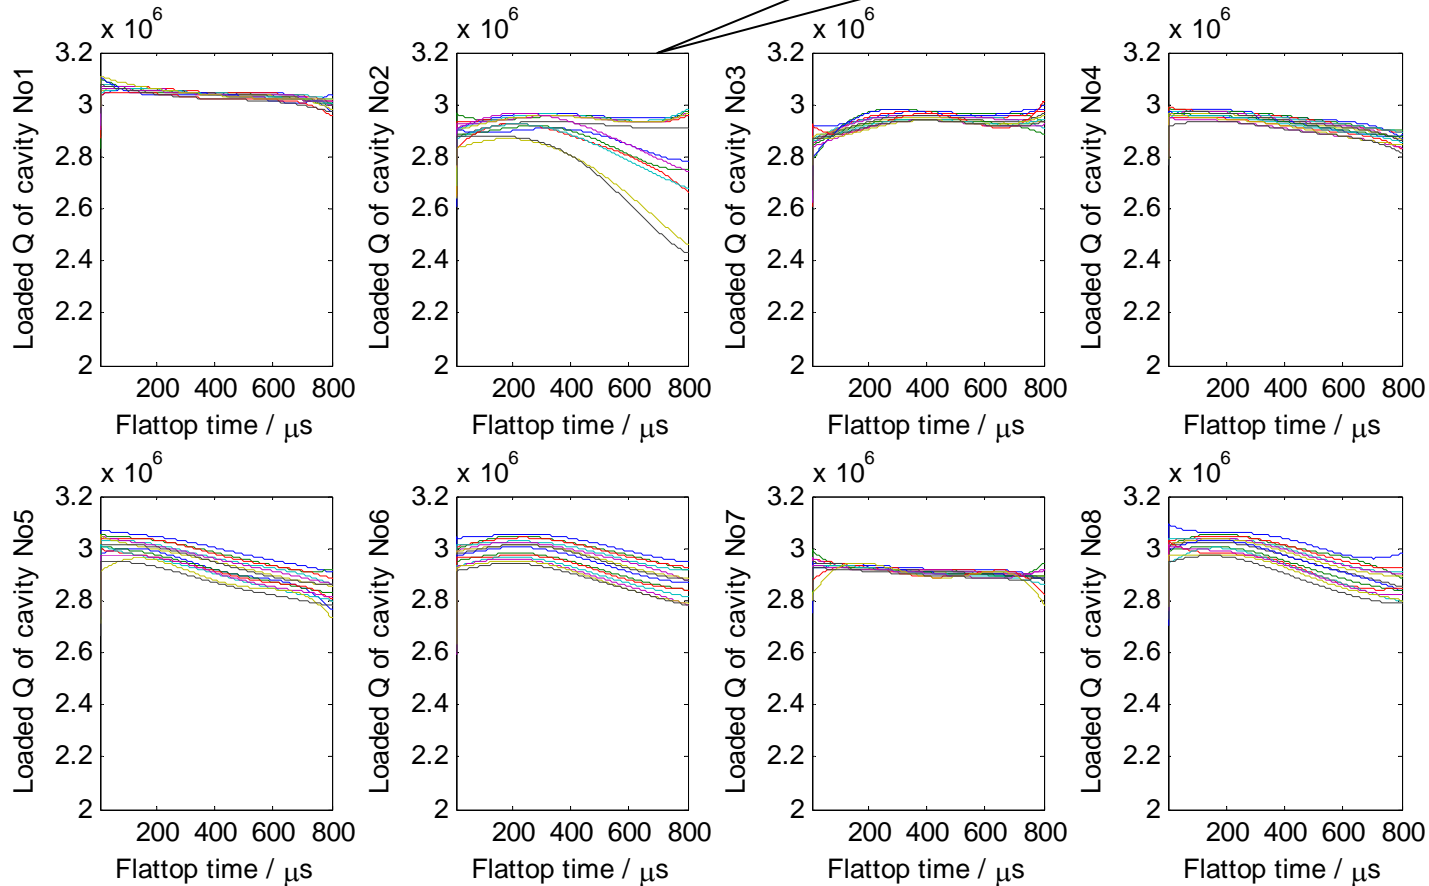 x 10^6 x 10^6 x 10^6 x 10^6
Loaded Q of cavity No1
3.2
3
2.8
2.6
2.4
2.2
2
200 400 600 800
Flattop time / μs
Loaded Q of cavity No2
3.2
3
2.8
2.6
2.4
2.2
2
200 400 600 800
Flattop time / μs
Loaded Q of cavity No3
3.2
3
2.8
2.6
2.4
2.2
2
200 400 600 800
Flattop time / μs
Loaded Q of cavity No4
3.2
3
2.8
2.6
2.4
2.2
2
200 400 600 800
Flattop time / μs
x 10^6 x 10^6 x 10^6 x 10^6
Loaded Q of cavity No5
3.2
3
2.8
2.6
2.4
2.2
2
200 400 600 800
Flattop time / μs
Loaded Q of cavity No6
3.2
3
2.8
2.6
2.4
2.2
2
200 400 600 800
Flattop time / μs
Loaded Q of cavity No7
3.2
3
2.8
2.6
2.4
2.2
2
200 400 600 800
Flattop time / μs
Loaded Q of cavity No8
3.2
3
2.8
2.6
2.4
2.2
2
200 400 600 800
Flattop time / μs